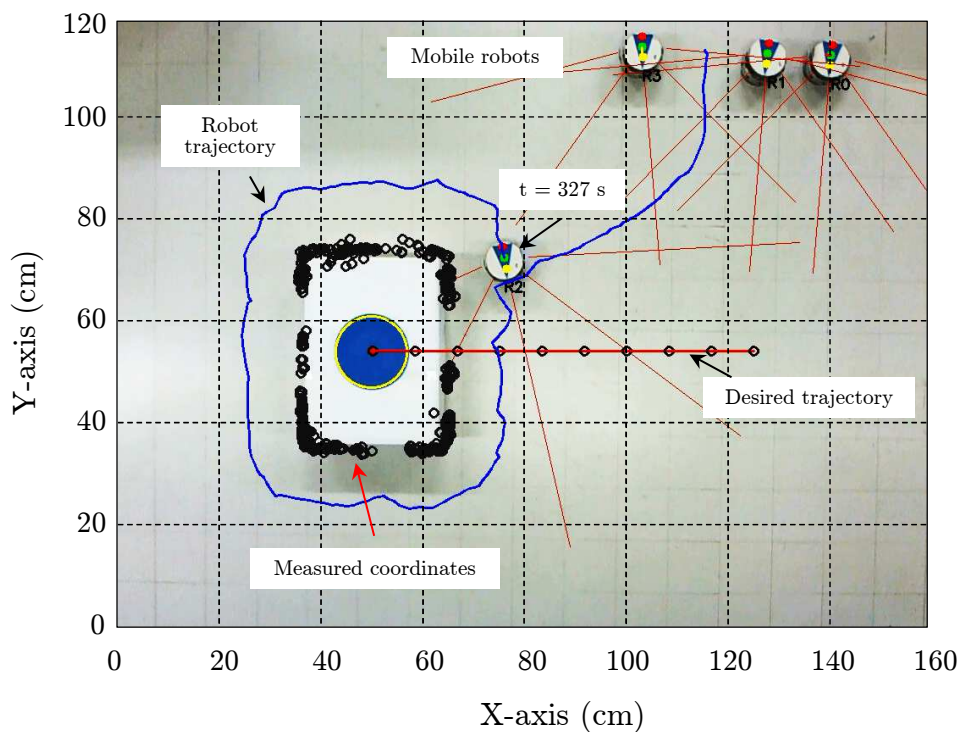 120
100
80
60
40
20
0
Y-axis (cm)
Mobile robots
R3
R1
R0
Robot
trajectory
t = 327 s
R2
Desired trajectory
Measured coordinates
0
20
40
60
80
100
120
140
160
X-axis (cm)